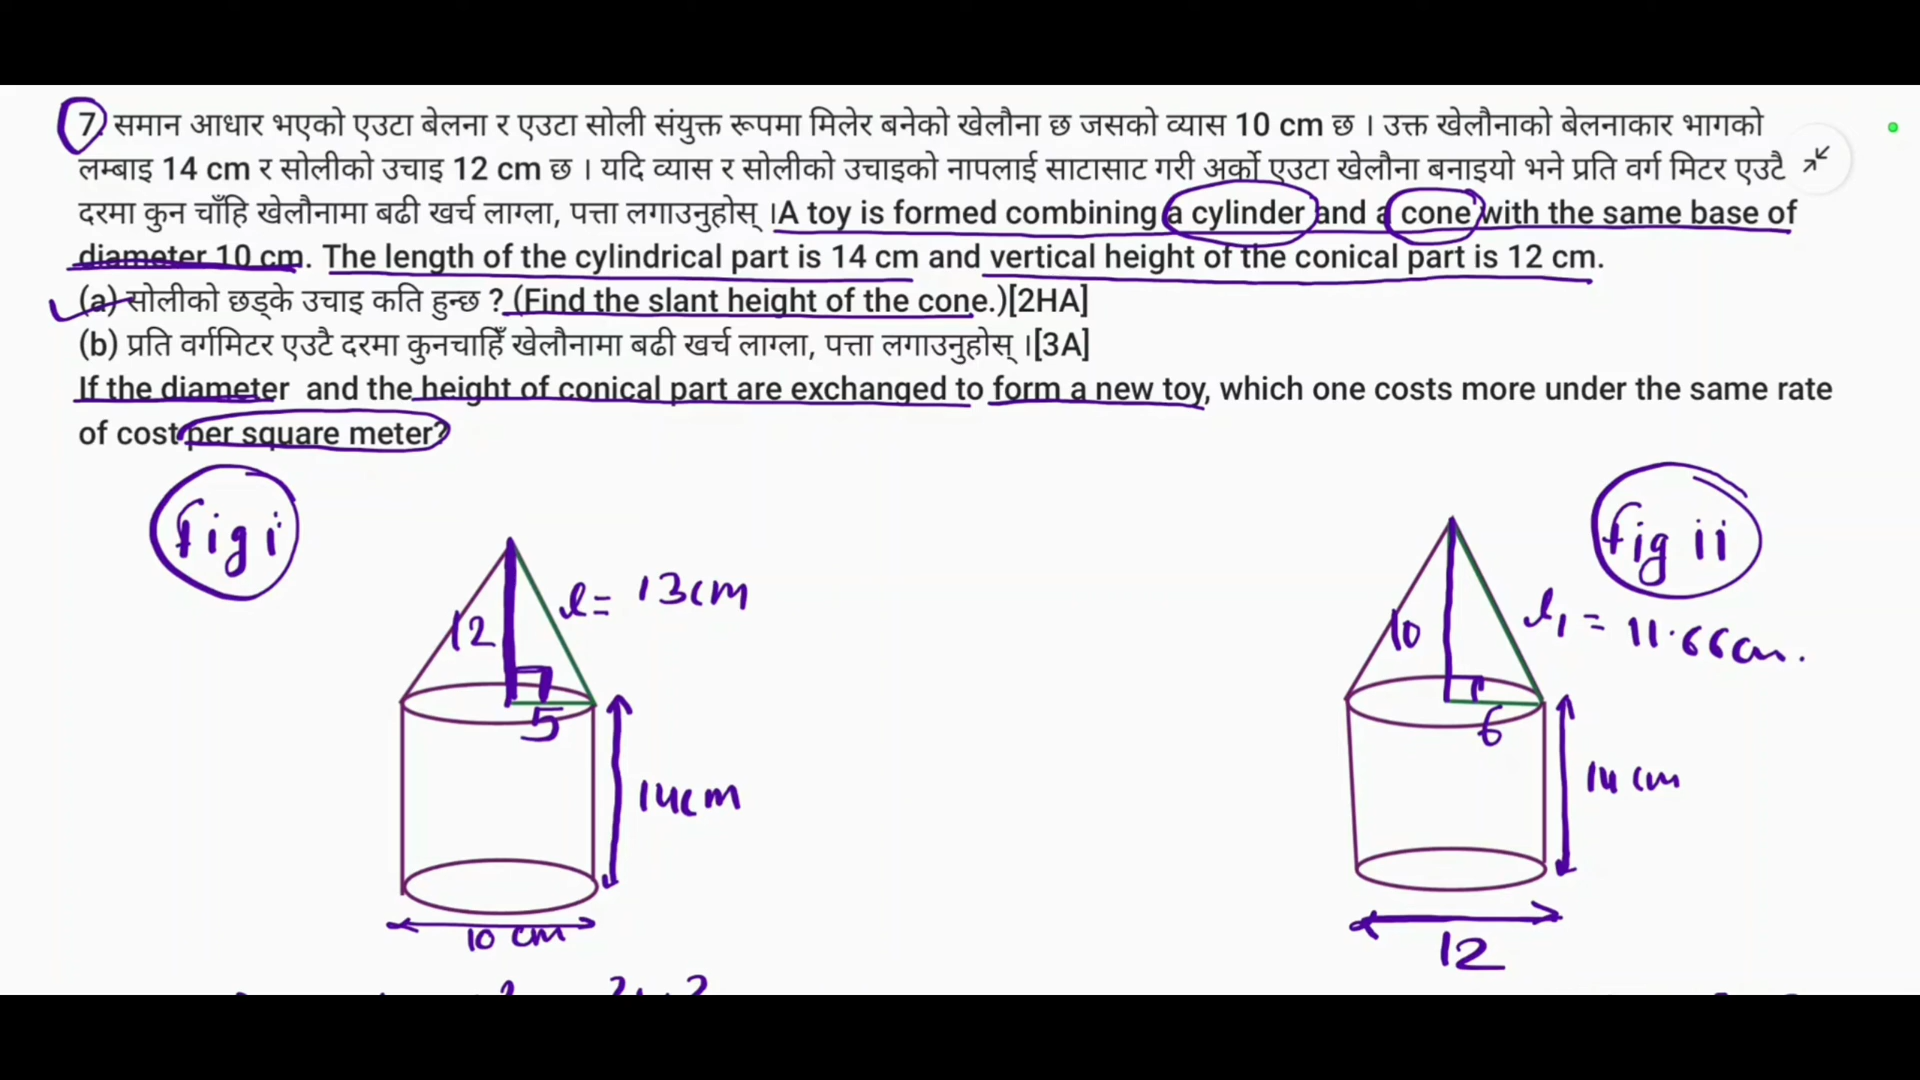 7. समान आधार भएको एउटा बेलना र एउटा सोली संयुक्त रूपमा मिलेर बनेको खेलौना छ जसको व्यास 10 cm छ । उक्त खेलौनाको बेलनाकार भागको
लम्बाइ 14 cm र सोलीको उचाइ 12 cm छ । यदि व्यास र सोलीको उचाइको नापलाई साटासाट गरी अर्को एउटा खेलौना बनाइयो भने प्रति वर्ग मिटर एउटै
दरमा कुन चाँहि खेलौनामा बढी खर्च लाग्ला, पत्ता लगाउनुहोस् ।A toy is formed combining a cylinder and a cone with the same base of
diameter 10 cm. The length of the cylindrical part is 14 cm and vertical height of the conical part is 12 cm.
(a) सोलीको छड्के उचाइ कति हुन्छ ? (Find the slant height of the cone.)[2HA]
(b) प्रति वर्गमिटर एउटै दरमा कुनचाहिँ खेलौनामा बढी खर्च लाग्ला, पत्ता लगाउनुहोस् ।[3A]
If the diameter and the height of conical part are exchanged to form a new toy, which one costs more under the same rate
of cost per square meter?
fig i
fig ii
l = 13cm
l₁ = 11.66cm.
12
10
5
6
14cm
14 cm
10 cm
12